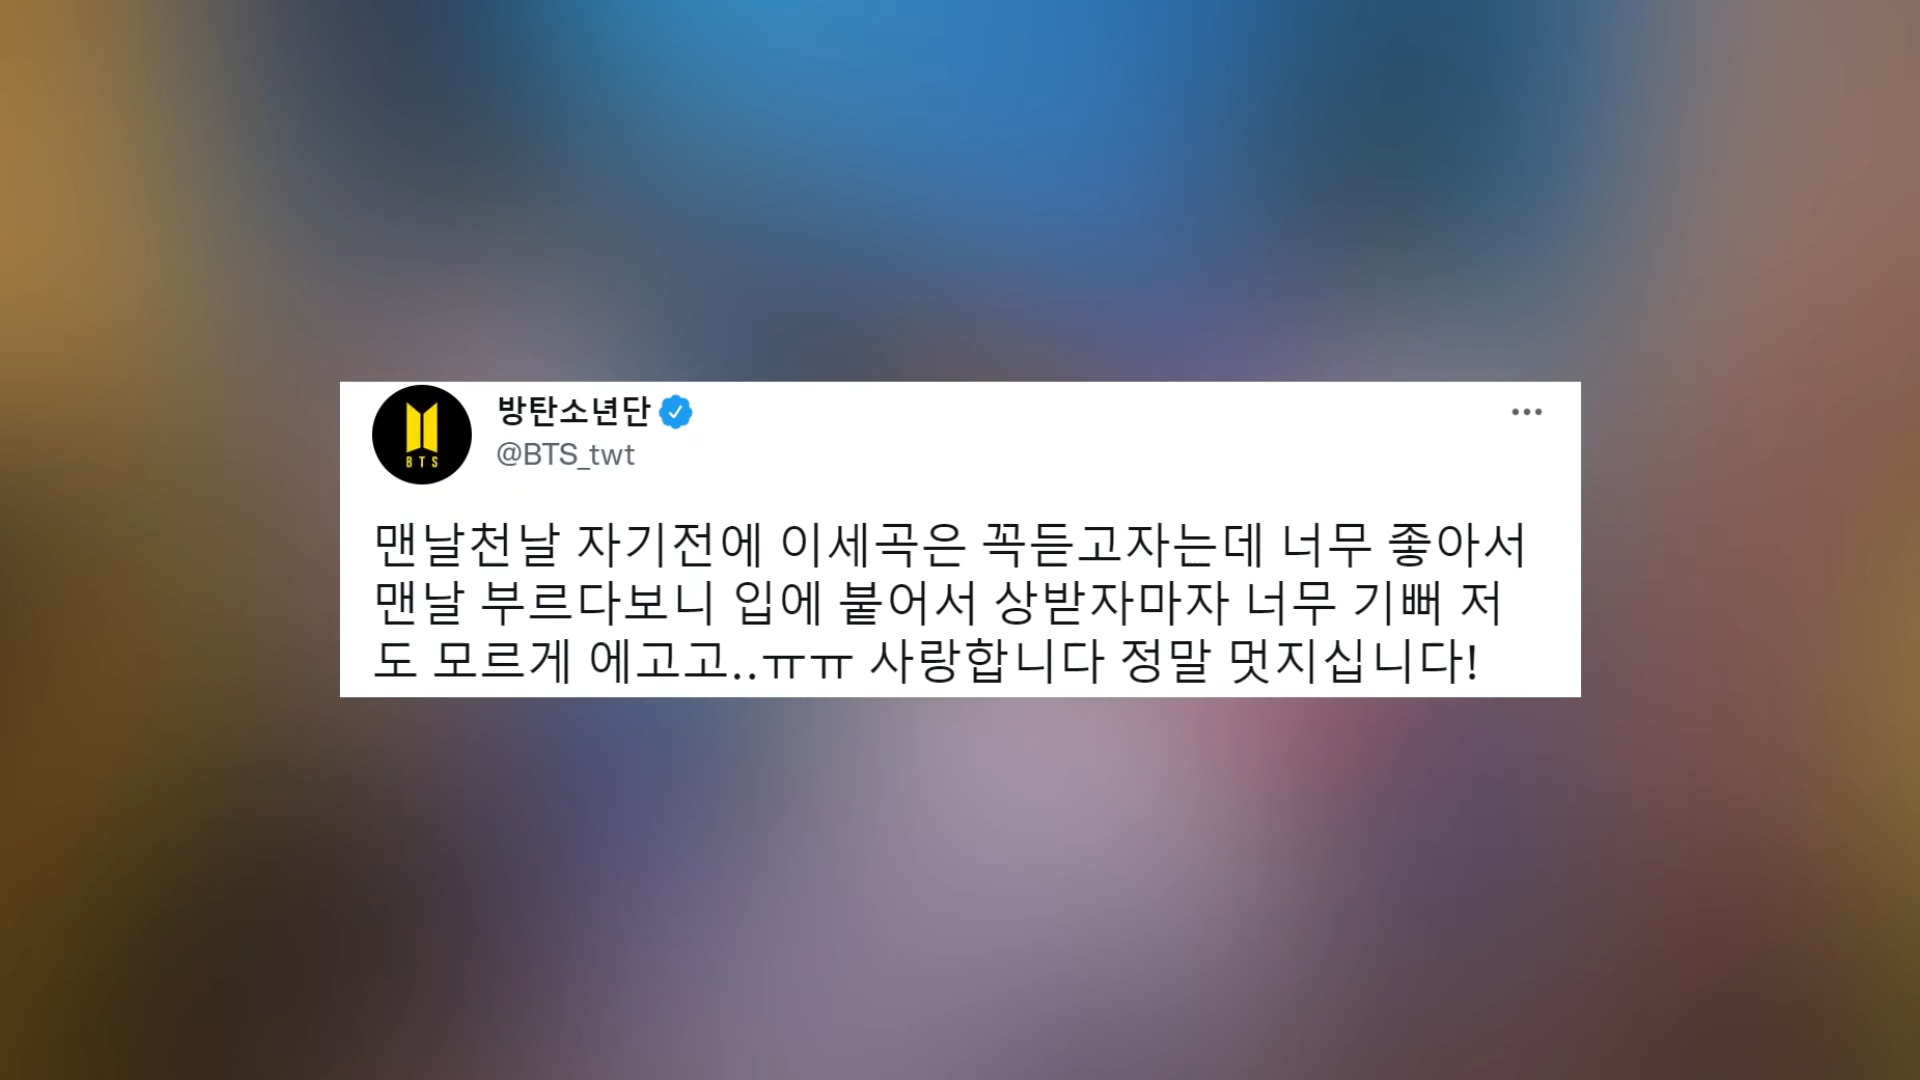 BTS
방탄소년단
@BTS_twt
맨날천날 자기전에 이세곡은 꼭듣고자는데 너무 좋아서
맨날 부르다보니 입에 붙어서 상받자마자 너무 기뻐 저
도 모르게 에고고..ㅠㅠ 사랑합니다 정말 멋지십니다!